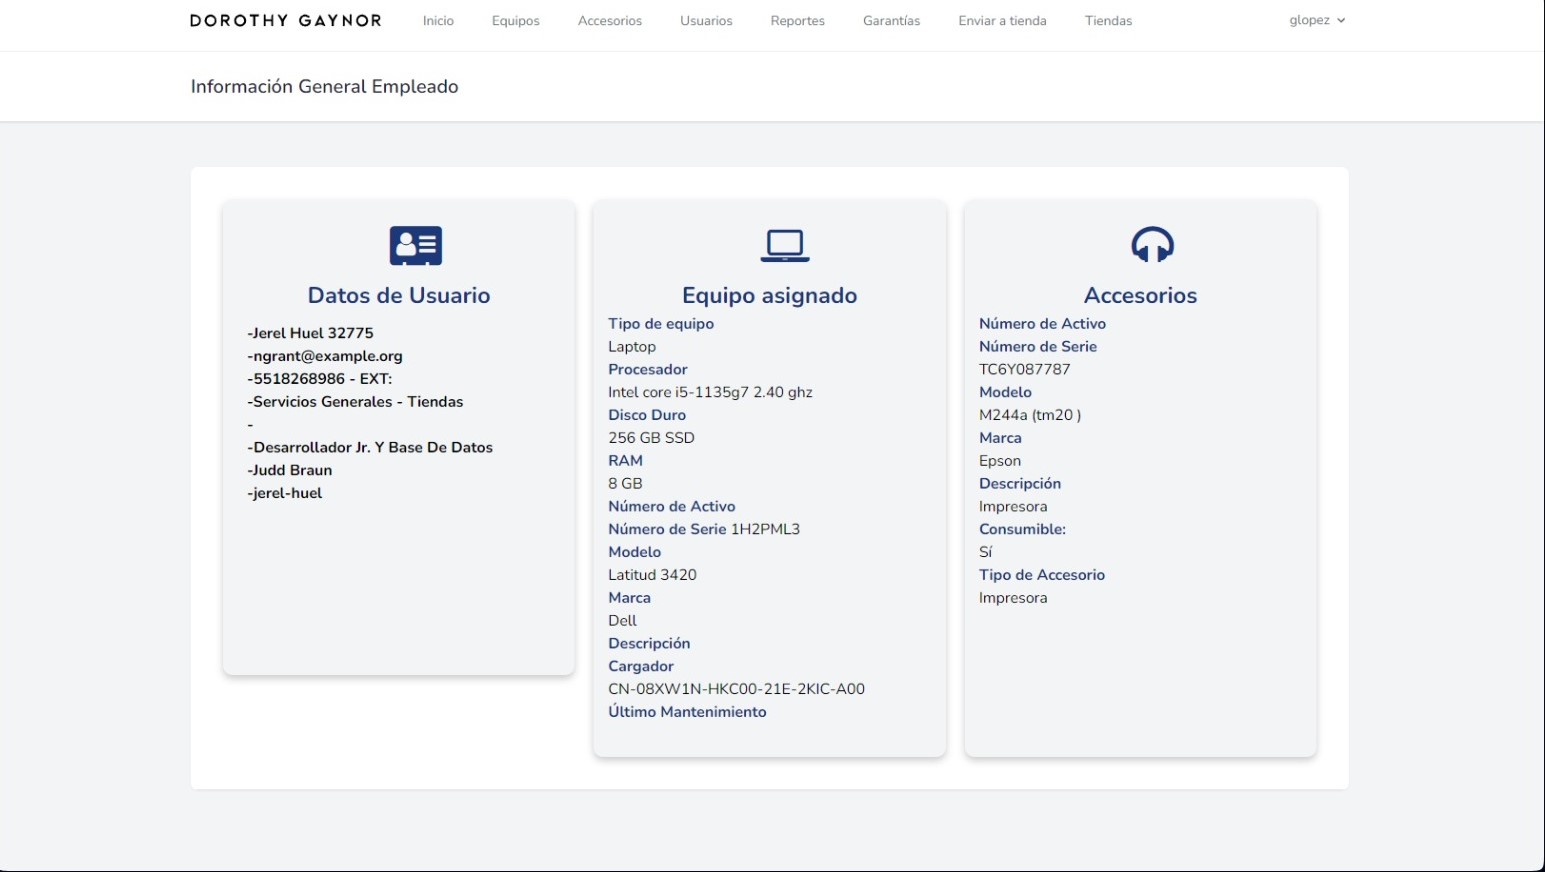 DOROTHY GAYNOR Inicio Equipos Accesorios Usuarios Reportes Garantías Enviar a tienda Tiendas glopez
Información General Empleado
Datos de Usuario
-Jerel Huel 32775
-ngrant@example.org
-5518268986 - EXT:
-Servicios Generales - Tiendas
-
-Desarrollador Jr. Y Base De Datos
-Judd Braun
-jerel-huel
Equipo asignado
Tipo de equipo
Laptop
Procesador
Intel core i5-1135g7 2.40 ghz
Disco Duro
256 GB SSD
RAM
8 GB
Número de Activo
Número de Serie 1H2PML3
Modelo
Latitud 3420
Marca
Dell
Descripción
Cargador
CN-08XW1N-HKC00-21E-2KIC-A00
Último Mantenimiento
Accesorios
Número de Activo
Número de Serie
TC6Y087787
Modelo
M244a (tm20 )
Marca
Epson
Descripción
Impresora
Consumible:
Sí
Tipo de Accesorio
Impresora